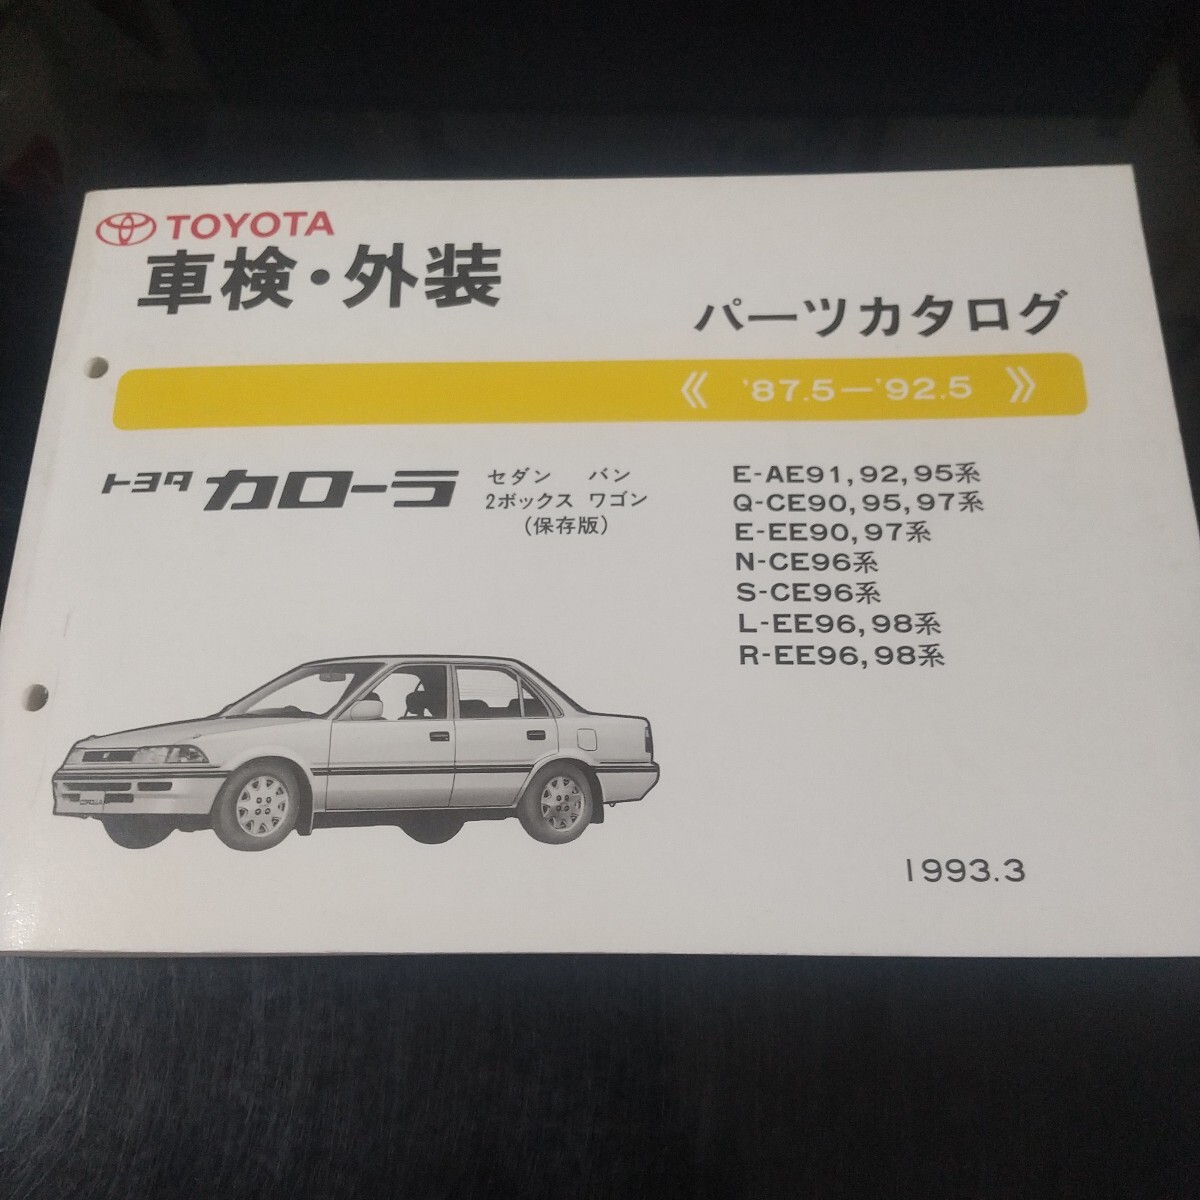 TOYOTA
車検・外装
パーツカタログ
《 '87.5—'92.5 》
トヨタ カローラ
セダン バン
2ボックス ワゴン
(保存版)
E-AE91, 92, 95系
Q-CE90, 95, 97系
E-EE90, 97系
N-CE96系
S-CE96系
L-EE96, 98系
R-EE96, 98系
COROLLA
1993.3